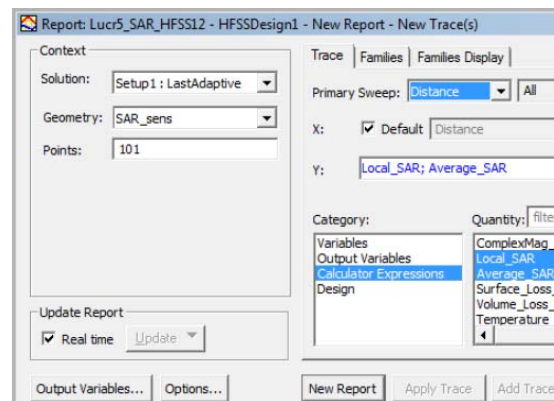 Report: Lucr5_SAR_HFSS12 - HFSSDesign1 - New Report - New Trace(s)
Context
Solution: Setup1 : LastAdaptive
Geometry: SAR_sens
Points: 101
Update Report
Real time Update
Output Variables... Options...
Trace Families Families Display
Primary Sweep: Distance All
X: Default Distance
Y: Local_SAR; Average_SAR
Category:
Variables
Output Variables
Calculator Expressions
Design
Quantity: filte
ComplexMag_
Local_SAR
Average_SAR
Surface_Loss_
Volume_Loss_
Temperature
New Report Apply Trace Add Trace